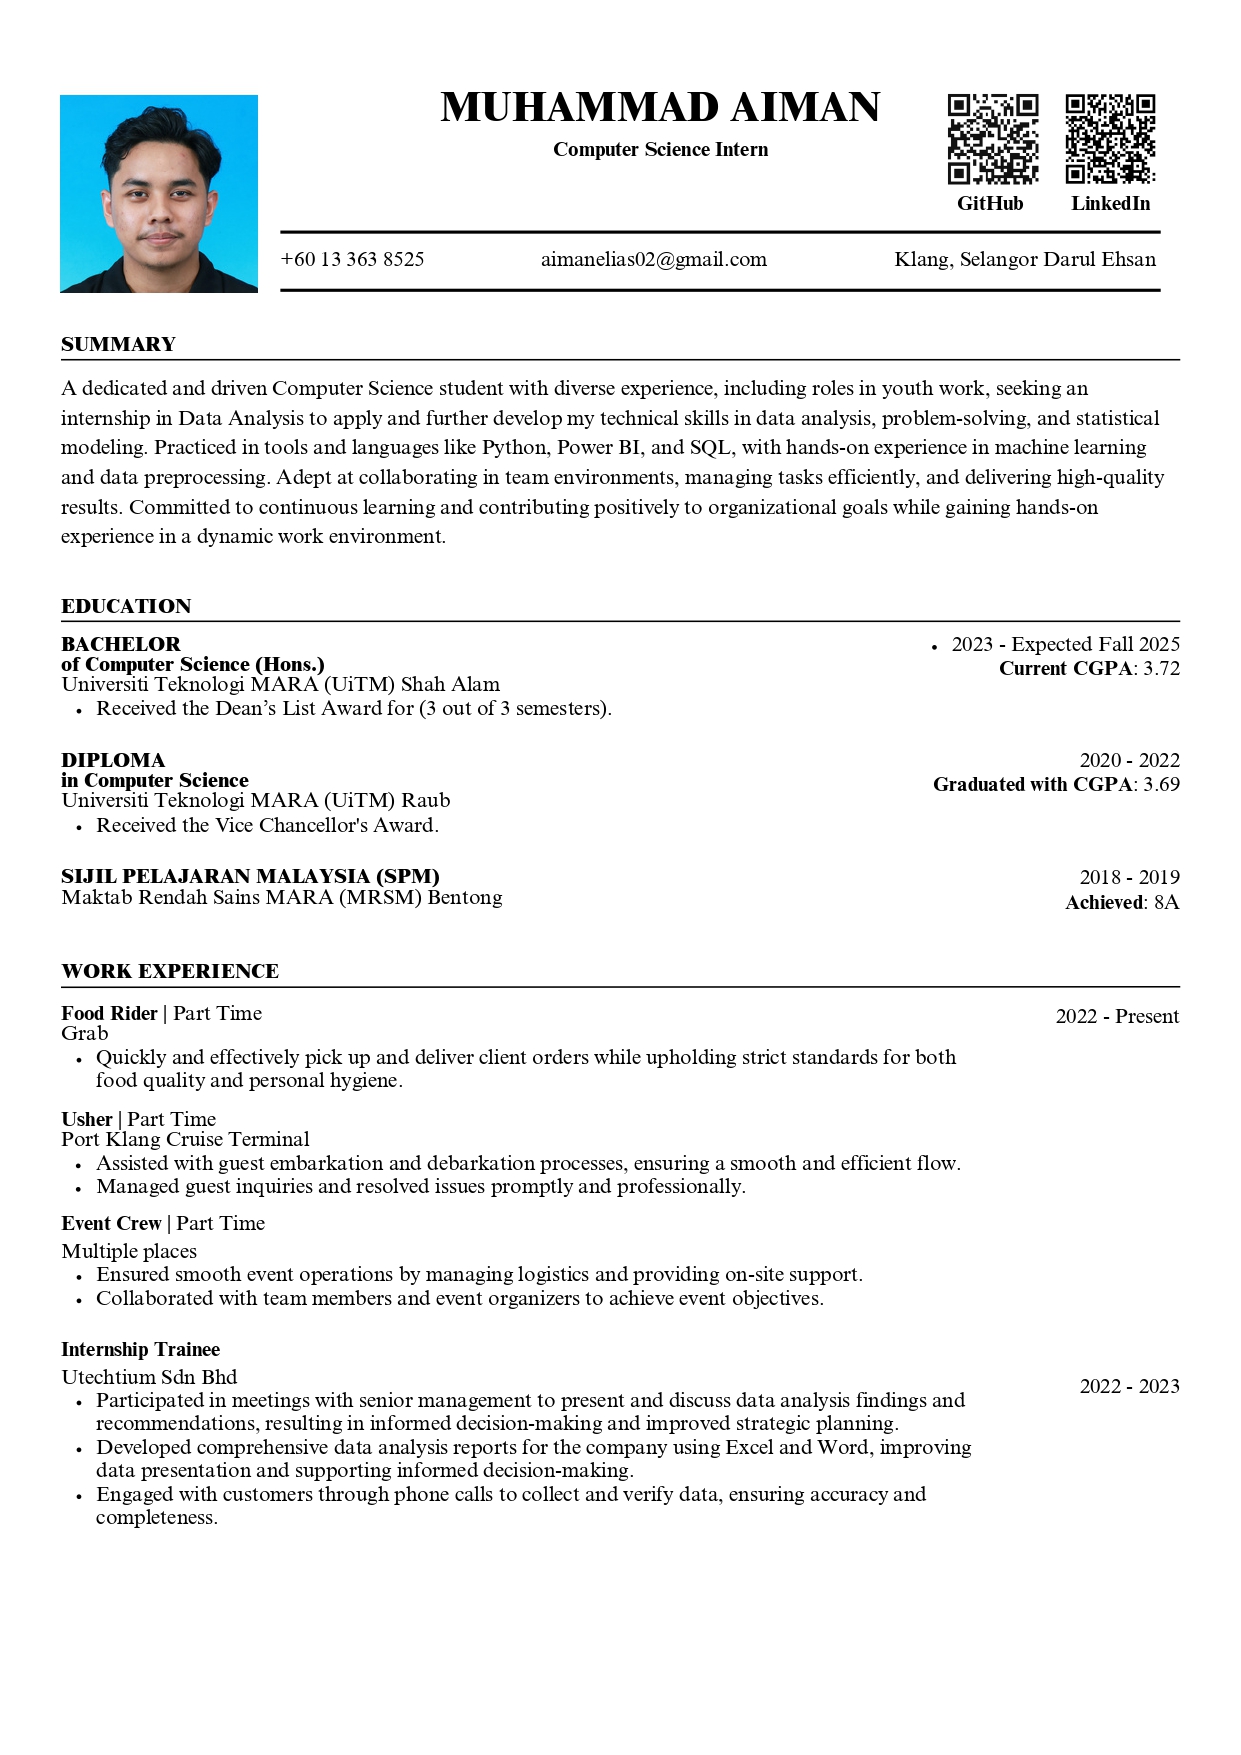 MUHAMMAD AIMAN
Computer Science Intern
GitHub
LinkedIn
+60 13 363 8525
aimanelias02@gmail.com
Klang, Selangor Darul Ehsan
SUMMARY
A dedicated and driven Computer Science student with diverse experience, including roles in youth work, seeking an
internship in Data Analysis to apply and further develop my technical skills in data analysis, problem-solving, and statistical
modeling. Practiced in tools and languages like Python, Power BI, and SQL, with hands-on experience in machine learning
and data preprocessing. Adept at collaborating in team environments, managing tasks efficiently, and delivering high-quality
results. Committed to continuous learning and contributing positively to organizational goals while gaining hands-on
experience in a dynamic work environment.
EDUCATION
BACHELOR
• 2023 - Expected Fall 2025
of Computer Science (Hons.)
Current CGPA: 3.72
Universiti Teknologi MARA (UiTM) Shah Alam
• Received the Dean’s List Award for (3 out of 3 semesters).
DIPLOMA
2020 - 2022
in Computer Science
Graduated with CGPA: 3.69
Universiti Teknologi MARA (UiTM) Raub
• Received the Vice Chancellor's Award.
SIJIL PELAJARAN MALAYSIA (SPM)
2018 - 2019
Maktab Rendah Sains MARA (MRSM) Bentong
Achieved: 8A
WORK EXPERIENCE
Food Rider | Part Time
2022 - Present
Grab
• Quickly and effectively pick up and deliver client orders while upholding strict standards for both
food quality and personal hygiene.
Usher | Part Time
Port Klang Cruise Terminal
• Assisted with guest embarkation and debarkation processes, ensuring a smooth and efficient flow.
• Managed guest inquiries and resolved issues promptly and professionally.
Event Crew | Part Time
Multiple places
• Ensured smooth event operations by managing logistics and providing on-site support.
• Collaborated with team members and event organizers to achieve event objectives.
Internship Trainee
Utechtium Sdn Bhd
2022 - 2023
• Participated in meetings with senior management to present and discuss data analysis findings and
recommendations, resulting in informed decision-making and improved strategic planning.
• Developed comprehensive data analysis reports for the company using Excel and Word, improving
data presentation and supporting informed decision-making.
• Engaged with customers through phone calls to collect and verify data, ensuring accuracy and
completeness.